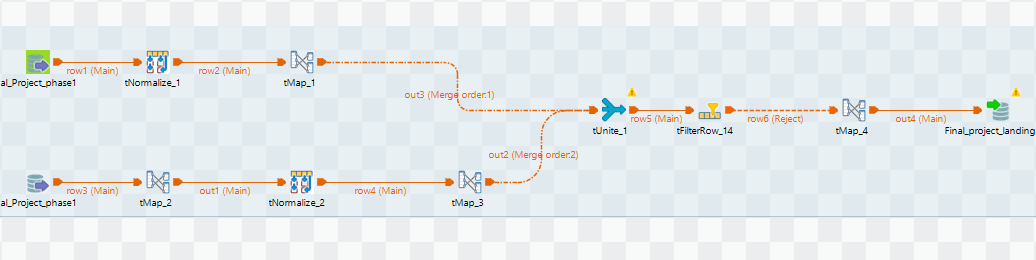 row1 (Main)
row2 (Main)
al_Project_phase1
tNormalize_1
tMap_1
out3 (Merge order:1)
row5 (Main)
row6 (Reject)
out4 (Main)
tUnite_1
tFilterRow_14
tMap_4
Final_project_landing
out2 (Merge order:2)
row3 (Main)
out1 (Main)
row4 (Main)
al_Project_phase1
tMap_2
tNormalize_2
tMap_3